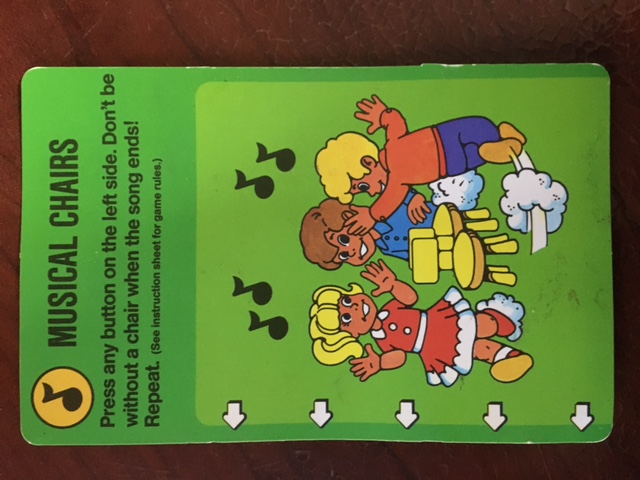 MUSICAL CHAIRS
Press any button on the left side. Don't be
without a chair when the song ends!
Repeat. (See instruction sheet for game rules.)